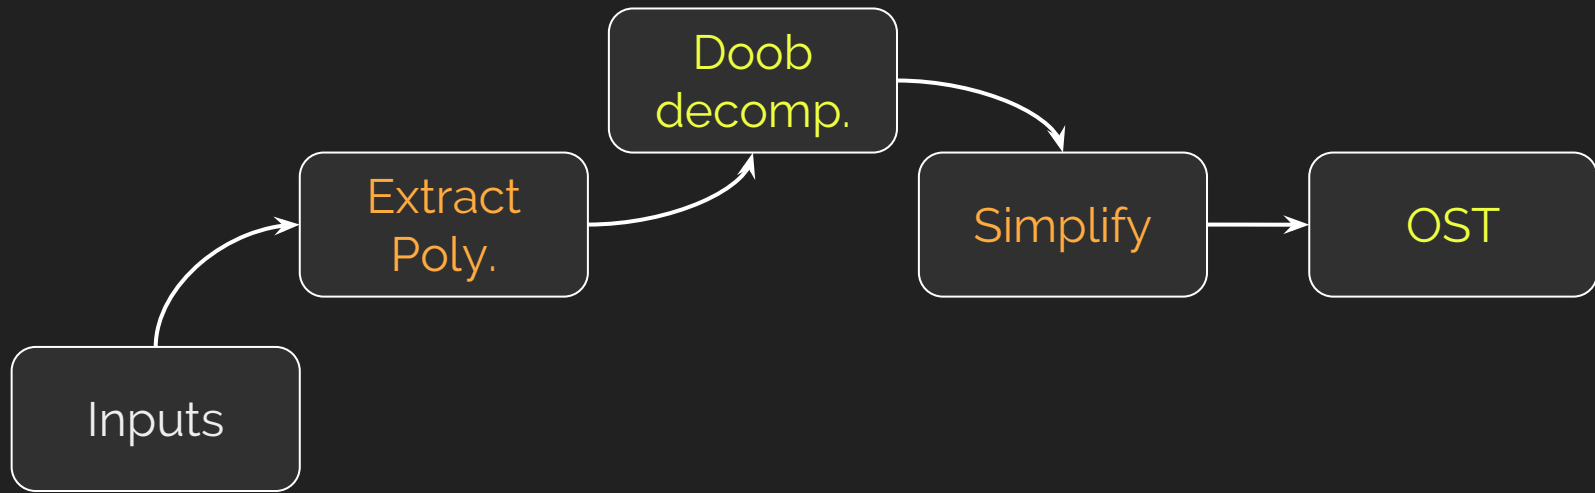 Inputs
Extract
Poly.
Doob
decomp.
Simplify
OST